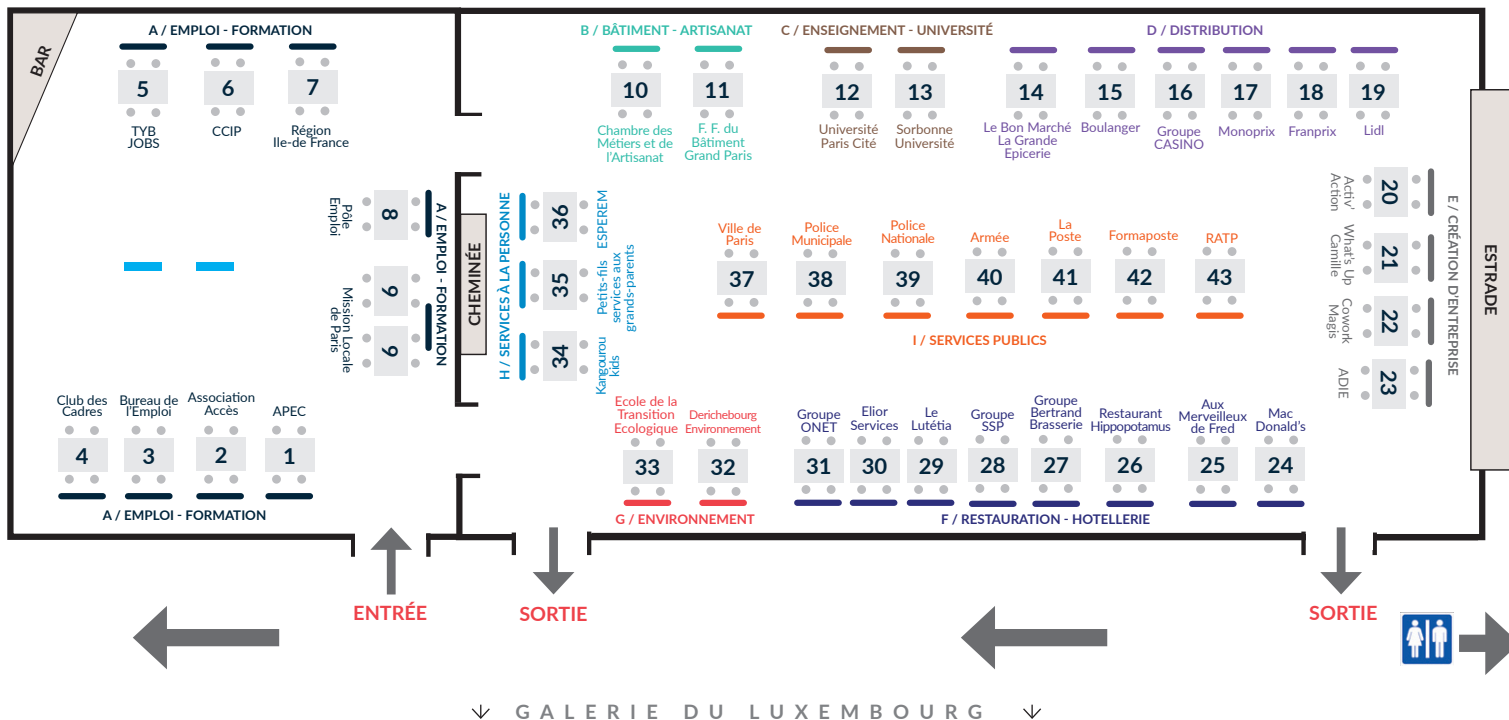 BAR
A / EMPLOI - FORMATION
5
TYB
JOBS
6
CCIP
7
Région
Ile-de France
8
Pôle
Emploi
A / EMPLOI - FORMATION
9
9
Mission Locale
de Paris
Club des
Cadres
4
Bureau de
l'Emploi
3
Association
Accès
2
APEC
1
A / EMPLOI - FORMATION
CHEMINÉE
H / SERVICES À LA PERSONNE
36
ESPEREM
35
Petits-fils
services aux
grands-parents
34
Kangourou
kids
B / BÂTIMENT - ARTISANAT
10
Chambre des
Métiers et de
l'Artisanat
11
F. F. du
Bâtiment
Grand Paris
C / ENSEIGNEMENT - UNIVERSITÉ
12
Université
Paris Cité
13
Sorbonne
Université
D / DISTRIBUTION
14
Le Bon Marché
La Grande
Epicerie
15
Boulanger
16
Groupe
CASINO
17
Monoprix
18
Franprix
19
Lidl
20
Activ'
Action
21
What's Up
Camille
22
Cowork
Magis
23
ADIE
E / CRÉATION D'ENTREPRISE
ESTRADE
Ville de
Paris
37
Police
Municipale
38
Police
Nationale
39
Armée
40
La
Poste
41
Formaposte
42
RATP
43
I / SERVICES PUBLICS
Ecole de la
Transition
Ecologique
33
Derichebourg
Environnement
32
G / ENVIRONNEMENT
Groupe
ONET
31
Elior
Services
30
Le
Lutétia
29
Groupe
SSP
28
Groupe
Bertrand
Brasserie
27
Restaurant
Hippopotamus
26
Aux
Merveilleux
de Fred
25
Mac
Donald's
24
F / RESTAURATION - HOTELLERIE
ENTRÉE
SORTIE
SORTIE
GALERIE DU LUXEMBOURG